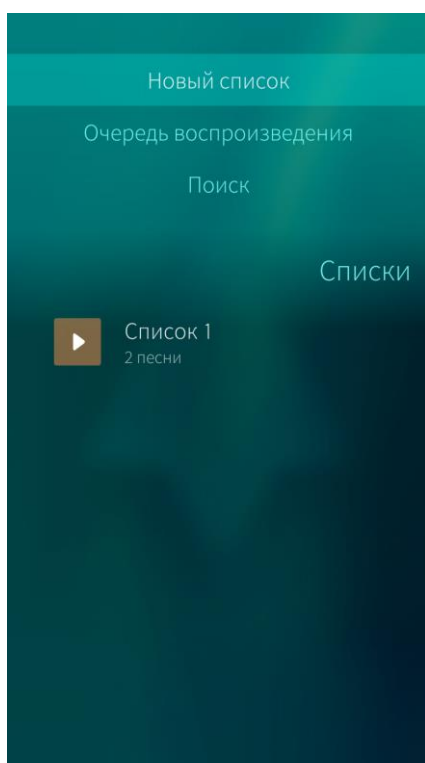 Новый список
Очередь воспроизведения
Поиск
Списки
Список 1
2 песни